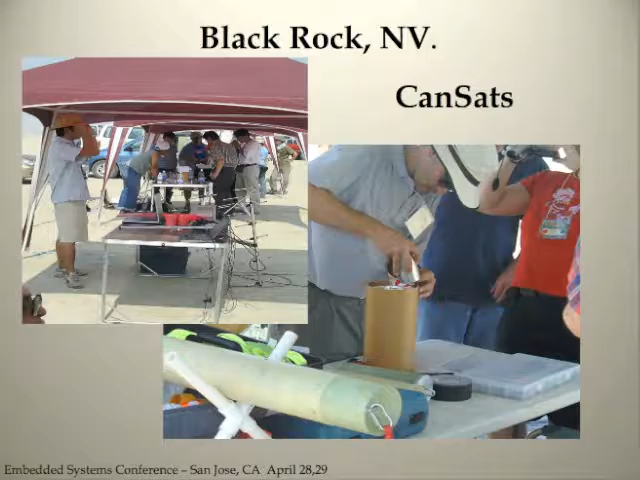 Black Rock, NV.
CanSats
Embedded Systems Conference – San Jose, CA April 28,29